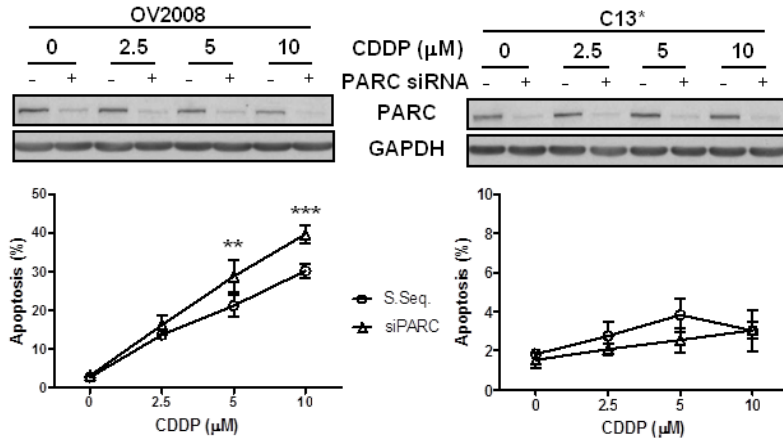 OV2008
0 2.5 5 10
- + - + - + - +
CDDP (μM)
PARC siRNA
PARC
GAPDH
C13*
0 2.5 5 10
- + - + - + - +
Apoptosis (%)
50
40
30
20
10
0
** ***
0 2.5 5 10
CDDP (μM)
S.Seq.
siPARC
Apoptosis (%)
10
8
6
4
2
0
0 2.5 5 10
CDDP (μM)